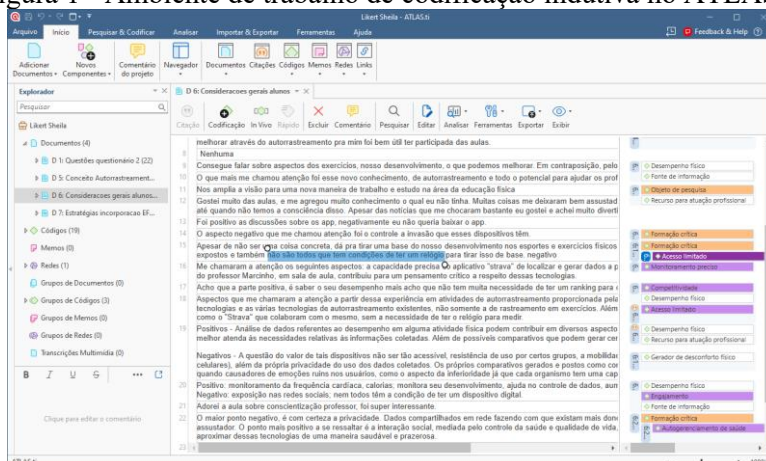 Figura 1 - Ambiente de trabalho de codificação indutiva no ATLAS
Likert Sheila - ATLAS.ti
Arquivo Início Pesquisar & Codificar Analisar Importar & Exportar Ferramentas Ajuda Feedback & Help
Adicionar Documentos Novos Componentes Comentário do projeto Navegador Documentos Citações Códigos Memos Redes Links
Explorador
D 6: Consideracoes gerais alunos
Pesquisar
Citação Codificação In Vivo Rápido Excluir Comentário Pesquisar Editar Analisar Ferramentas Exportar Exibir
Likert Sheila
Documentos (4)
D 1: Questões questionário 2 (22)
D 5: Conceito Autorrastreament...
D 6: Consideracoes gerais alunos...
D 7: Estratégias incorporacao EF...
Códigos (19)
Memos (0)
Redes (1)
Grupos de Documentos (0)
Grupos de Códigos (3)
Grupos de Memos (0)
Grupos de Redes (0)
Transcrições Multimídia (0)
B I U S ...
Clique para editar o comentário
melhorar através do autorrastreamento pra mim foi bem útil ter participada das aulas.
8 Nenhuma
9 Consegue falar sobre aspectos dos exercícios, nosso desenvolvimento, o que podemos melhorar. Em contraposição, pelo
10 O que mais me chamou atenção foi esse novo conhecimento, de autorrastreamento e todo o potencial para ajudar os prof
11 Nos amplia a visão para uma nova maneira de trabalho e estudo na área da educação física
12 Gostei muito das aulas, e me agregou muito conhecimento o qual eu não tinha. Muitas coisas me deixaram bem assustad
até quando não temos a consciência disso. Apesar das notícias que me chocaram bastante eu gostei e achei muito diverti
13 Foi positivo as discussões sobre os app, negativamente eu não queria baixar o app.
14 O aspecto negativo que me chamou atenção foi o controle a invasão que esses dispositivos têm
15 Apesar de não ser uma coisa concreta, dá pra tirar uma base do nosso desenvolvimento nos esportes e exercícios físicos
expostos e também não são todos que tem condições de ter um relógio para tirar isso de base. negativo
16 Me chamaram a atenção os seguintes aspectos: a capacidade precisa do aplicativo "strava" de localizar e gerar dados a p
do professor Marcinho, em sala de aula, contribuiu para um pensamento crítico a respeito dessas tecnologias.
17 Acho que a parte positiva, é saber o seu desempenho mais acho que não tem muita necessidade de ter um ranking para
18 Aspectos que me chamaram a atenção a partir dessa experiência em atividades de autorrastreamento proporcionada pela
tecnologias e as várias tecnologias de autorrastreamento existentes, não somente a de rastreamento em exercícios. Além
como o "Strava" que colaboram com o mesmo, sem a necessidade de ter o relógio para medir.
19 Positivos - Análise de dados referentes ao desempenho em alguma atividade física podem contribuir em diversos aspecto
melhor atenda às necessidades relativas às informações coletadas. Além de possíveis comparativos que podem gerar cer
Negativos - A questão do valor de tais dispositivos não ser tão acessível, resistência de uso por certos grupos, a mobilida
celulares), além da própria privacidade do uso dos dados coletados. Os próprios comparativos gerados e postos como cor
quando causadores de emoções ruins nos usuários, como o aspecto da inferioridade já que cada organismo tem uma cap
20 Positivo: monitoramento da frequência cardíaca, calorias, monitora seu desenvolvimento, ajuda no controle de dados, aum
Negativo: exposição nas redes sociais, nem todos têm a condição de ter um dispositivo digital.
21 Adorei a aula sobre conscientização professor, foi super interessante.
22 O maior ponto negativo, é com certeza a privacidade. Dados compartilhados em rede fazendo com que existam mais done
assustador. O ponto mais positivo a se ressaltar é a interação social, mediada pelo controle da saúde e qualidade de vida,
aproximar dessas tecnologias de uma maneira saudável e prazerosa.
23
Desempenho físico
Fonte de informação
Objeto de pesquisa
Recurso para atuação profissional
Formação crítica
Formação crítica
Acesso limitado
Monitoramento preciso
Competitividade
Desempenho físico
Acesso limitado
Desempenho físico
Recurso para atuação profissional
Gerador de desconforto físico
Desempenho físico
Engajamento
Fonte de informação
Formação crítica
Autogerenciamento de saúde